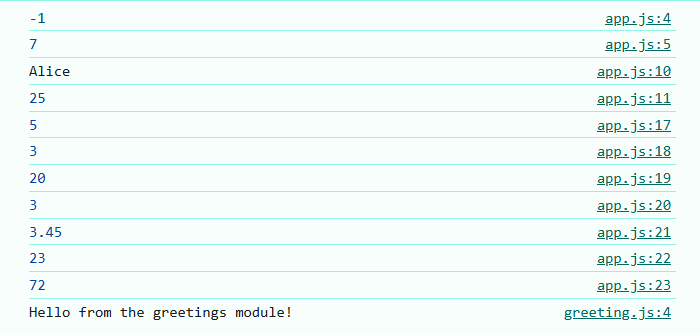 -1 app.js:4
7 app.js:5
Alice app.js:10
25 app.js:11
5 app.js:17
3 app.js:18
20 app.js:19
3 app.js:20
3.45 app.js:21
23 app.js:22
72 app.js:23
Hello from the greetings module! greeting.js:4